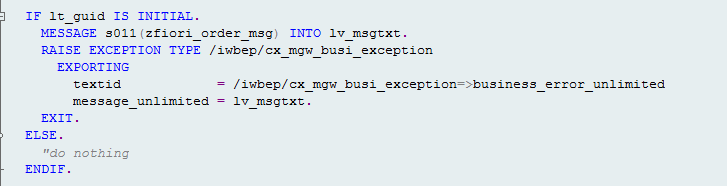 IF lt_guid IS INITIAL.
MESSAGE s011(zfiori_order_msg) INTO lv_msgtxt.
RAISE EXCEPTION TYPE /iwbep/cx_mgw_busi_exception
EXPORTING
textid = /iwbep/cx_mgw_busi_exception=>business_error_unlimited
message_unlimited = lv_msgtxt.
EXIT.
ELSE.
"do nothing
ENDIF.